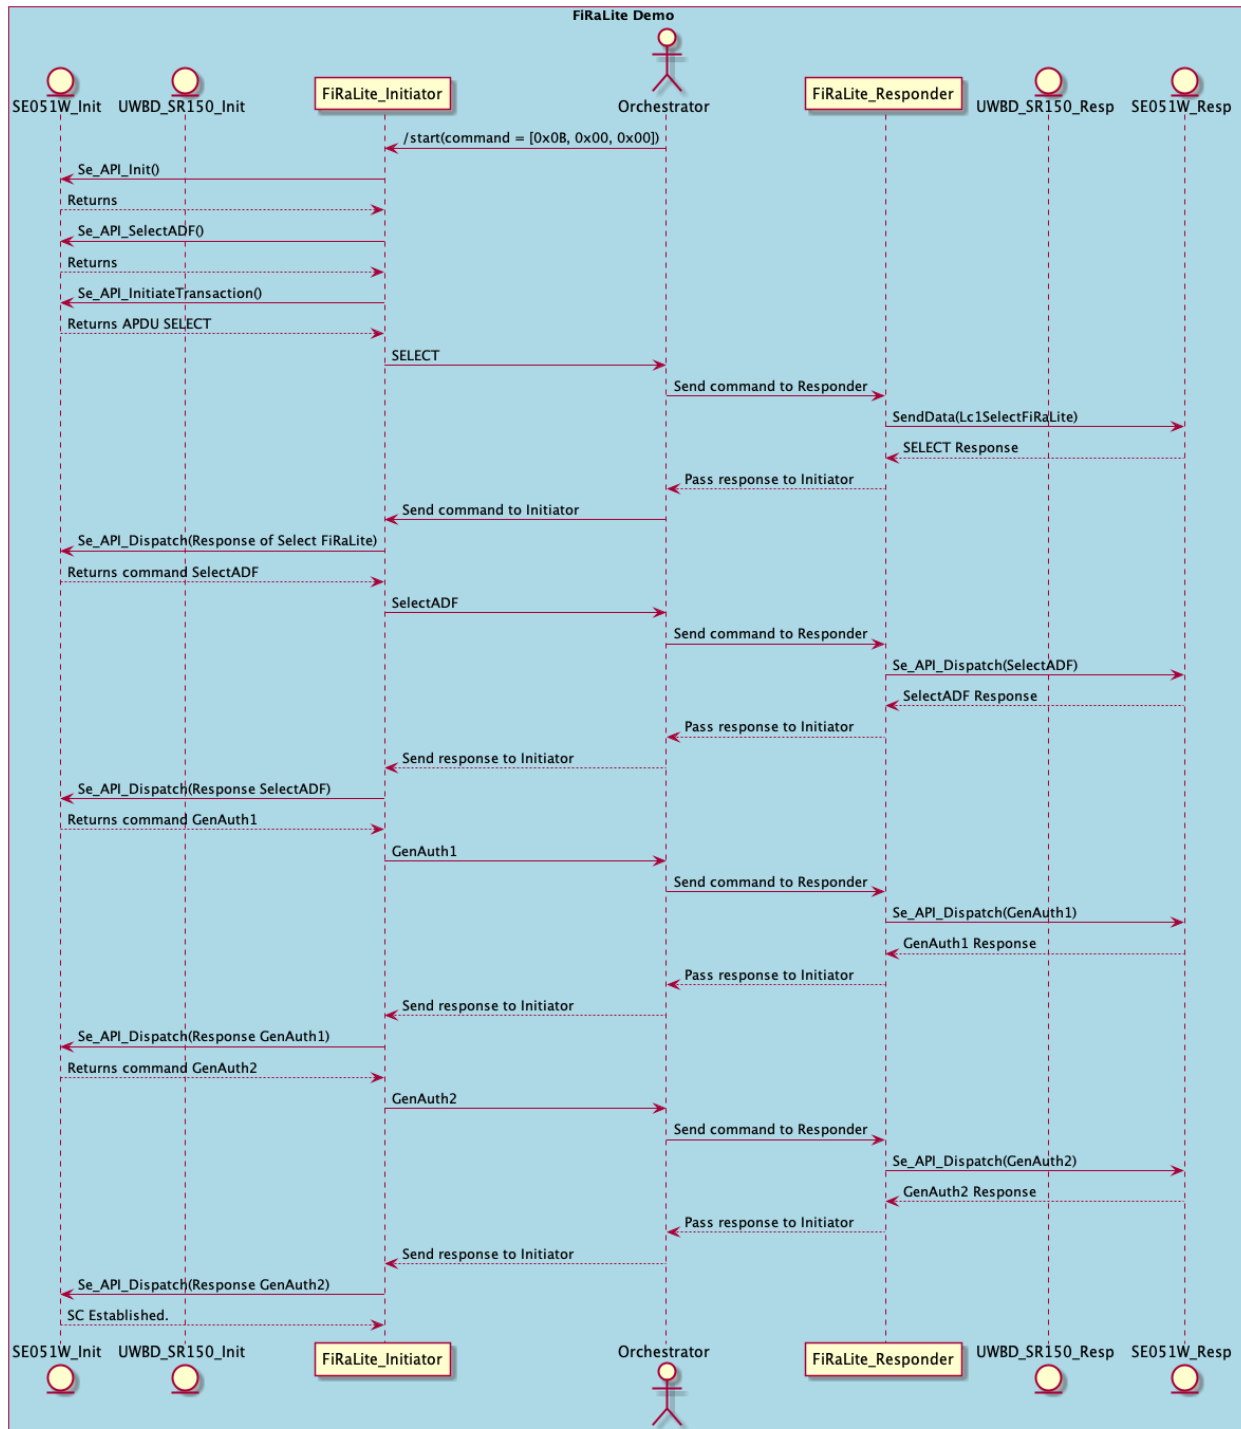 FiRaLite Demo
SE051W_Init
UWBD_SR150_Init
FiRaLite_Initiator
Orchestrator
FiRaLite_Responder
UWBD_SR150_Resp
SE051W_Resp
/start(command = [0x0B, 0x00, 0x00])
Se_API_Init()
Returns
Se_API_SelectADF()
Returns
Se_API_InitiateTransaction()
Returns APDU SELECT
SELECT
Send command to Responder
SendData(Lc1SelectFiRaLite)
SELECT Response
Pass response to Initiator
Send command to Initiator
Se_API_Dispatch(Response of Select FiRaLite)
Returns command SelectADF
SelectADF
Send command to Responder
Se_API_Dispatch(SelectADF)
SelectADF Response
Pass response to Initiator
Send response to Initiator
Se_API_Dispatch(Response SelectADF)
Returns command GenAuth1
GenAuth1
Send command to Responder
Se_API_Dispatch(GenAuth1)
GenAuth1 Response
Pass response to Initiator
Send response to Initiator
Se_API_Dispatch(Response GenAuth1)
Returns command GenAuth2
GenAuth2
Send command to Responder
Se_API_Dispatch(GenAuth2)
GenAuth2 Response
Pass response to Initiator
Send response to Initiator
Se_API_Dispatch(Response GenAuth2)
SC Established.
SE051W_Init
UWBD_SR150_Init
FiRaLite_Initiator
Orchestrator
FiRaLite_Responder
UWBD_SR150_Resp
SE051W_Resp